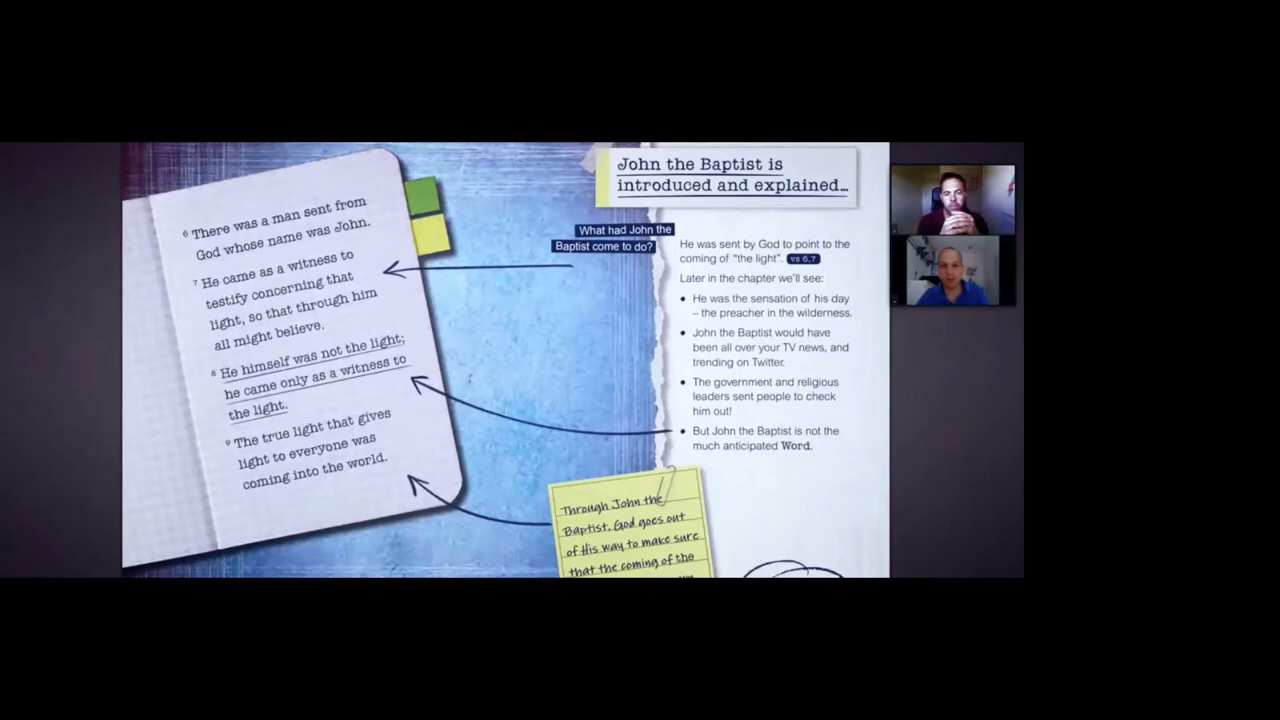 ⁶ There was a man sent from
God whose name was John.
⁷ He came as a witness to
testify concerning that
light, so that through him
all might believe.
⁸ He himself was not the light;
he came only as a witness to
the light.
⁹ The true light that gives
light to everyone was
coming into the world.
John the Baptist is
introduced and explained…
What had John the
Baptist come to do?
He was sent by God to point to the
coming of “the light”. vs 6,7
Later in the chapter we’ll see:
• He was the sensation of his day
– the preacher in the wilderness.
• John the Baptist would have
been all over your TV news, and
trending on Twitter.
• The government and religious
leaders sent people to check
him out!
• But John the Baptist is not the
much anticipated Word.
Through John the
Baptist, God goes out
of His way to make sure
that the coming of the